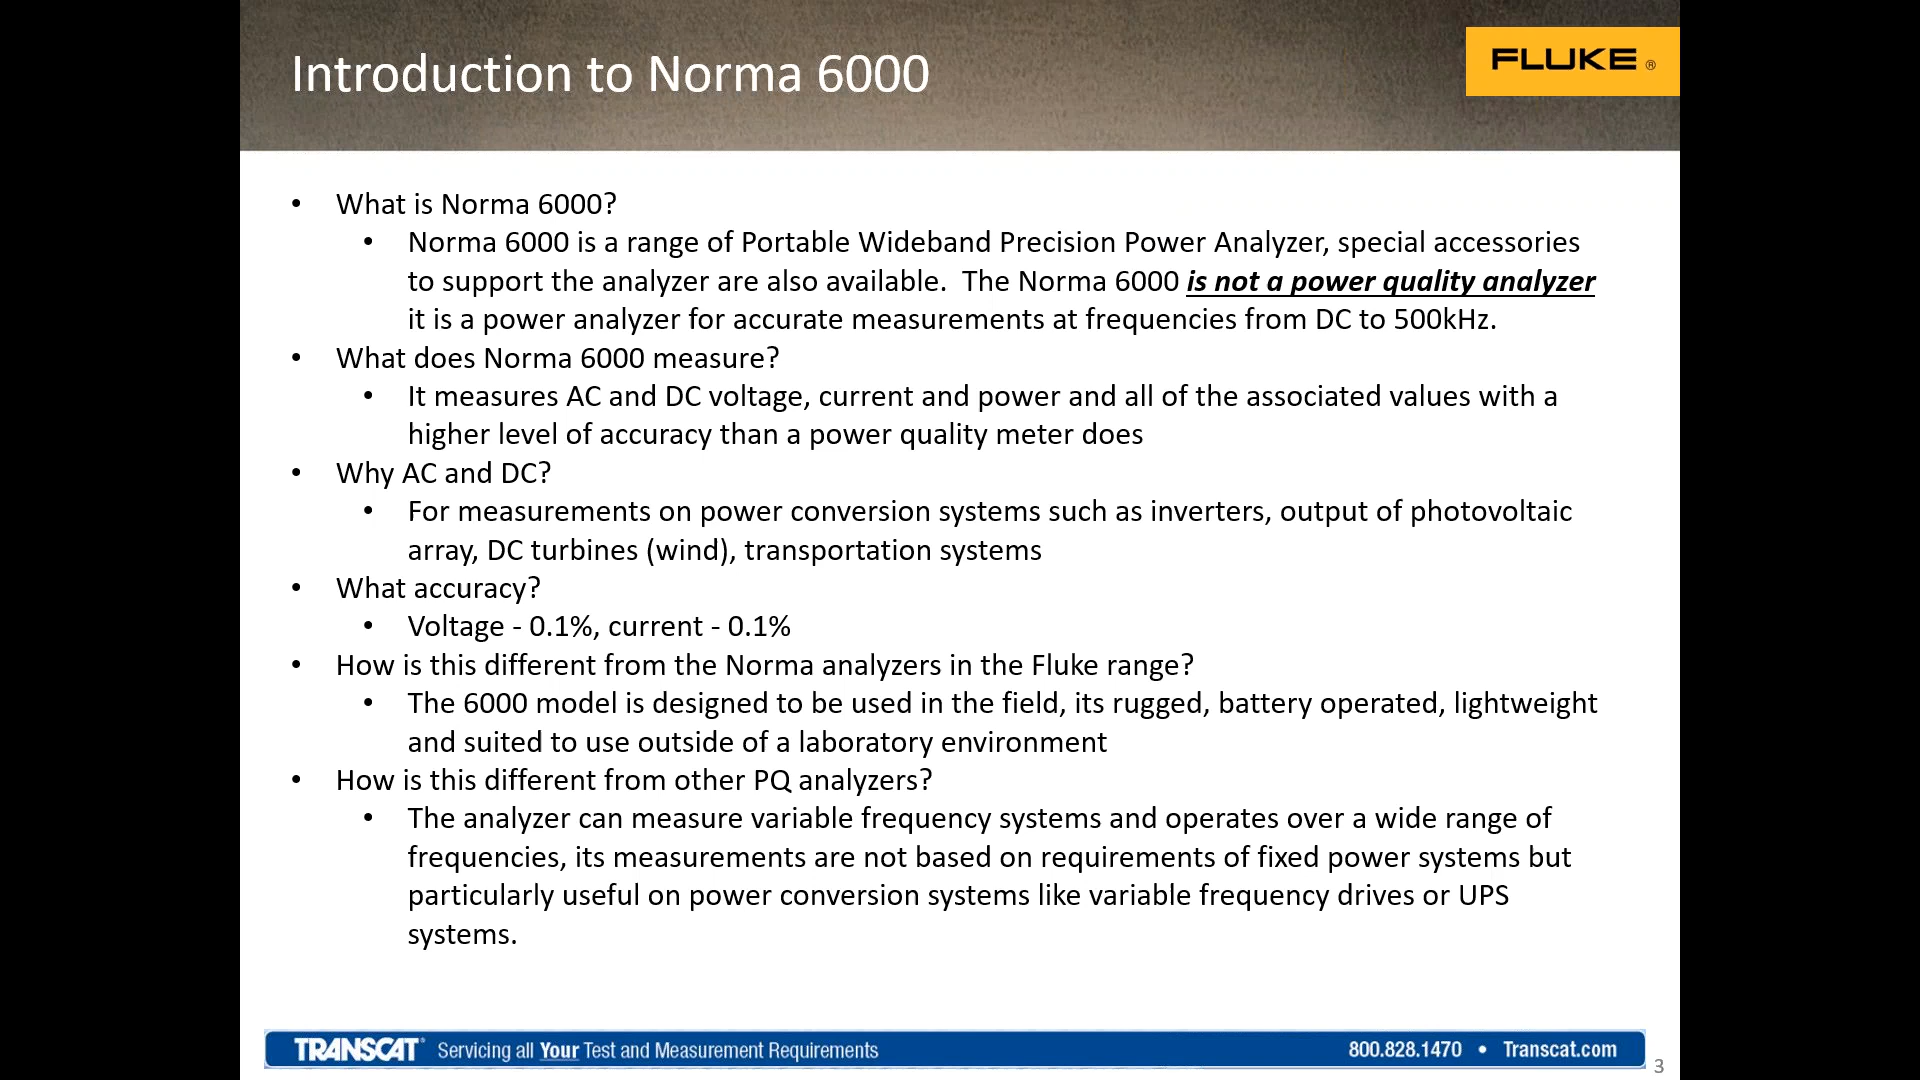 Introduction to Norma 6000
FLUKE ®
• What is Norma 6000?
• Norma 6000 is a range of Portable Wideband Precision Power Analyzer, special accessories
to support the analyzer are also available.  The Norma 6000 is not a power quality analyzer
it is a power analyzer for accurate measurements at frequencies from DC to 500kHz.
• What does Norma 6000 measure?
• It measures AC and DC voltage, current and power and all of the associated values with a
higher level of accuracy than a power quality meter does
• Why AC and DC?
• For measurements on power conversion systems such as inverters, output of photovoltaic
array, DC turbines (wind), transportation systems
• What accuracy?
• Voltage - 0.1%, current - 0.1%
• How is this different from the Norma analyzers in the Fluke range?
• The 6000 model is designed to be used in the field, its rugged, battery operated, lightweight
and suited to use outside of a laboratory environment
• How is this different from other PQ analyzers?
• The analyzer can measure variable frequency systems and operates over a wide range of
frequencies, its measurements are not based on requirements of fixed power systems but
particularly useful on power conversion systems like variable frequency drives or UPS
systems.
TRANSCAT® Servicing all Your Test and Measurement Requirements 800.828.1470 • Transcat.com
3